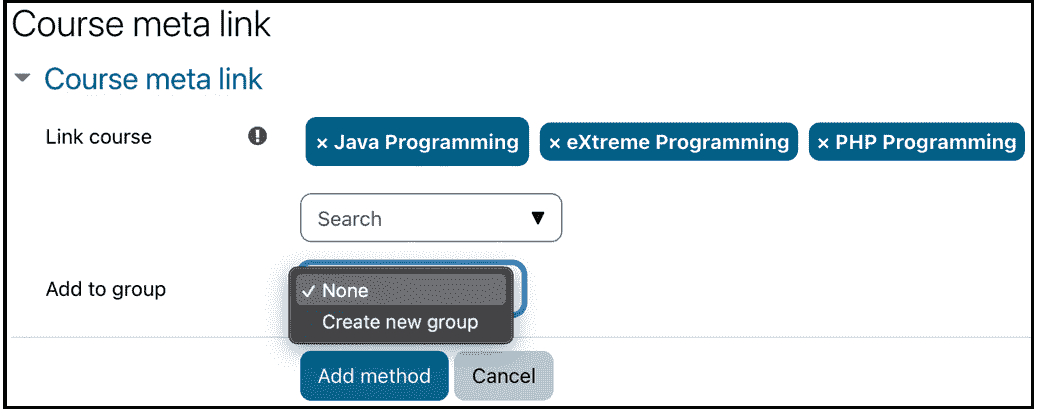 Course meta link
Course meta link
Link course
× Java Programming × eXtreme Programming × PHP Programming
Search
Add to group
✓ None
Create new group
Add method Cancel